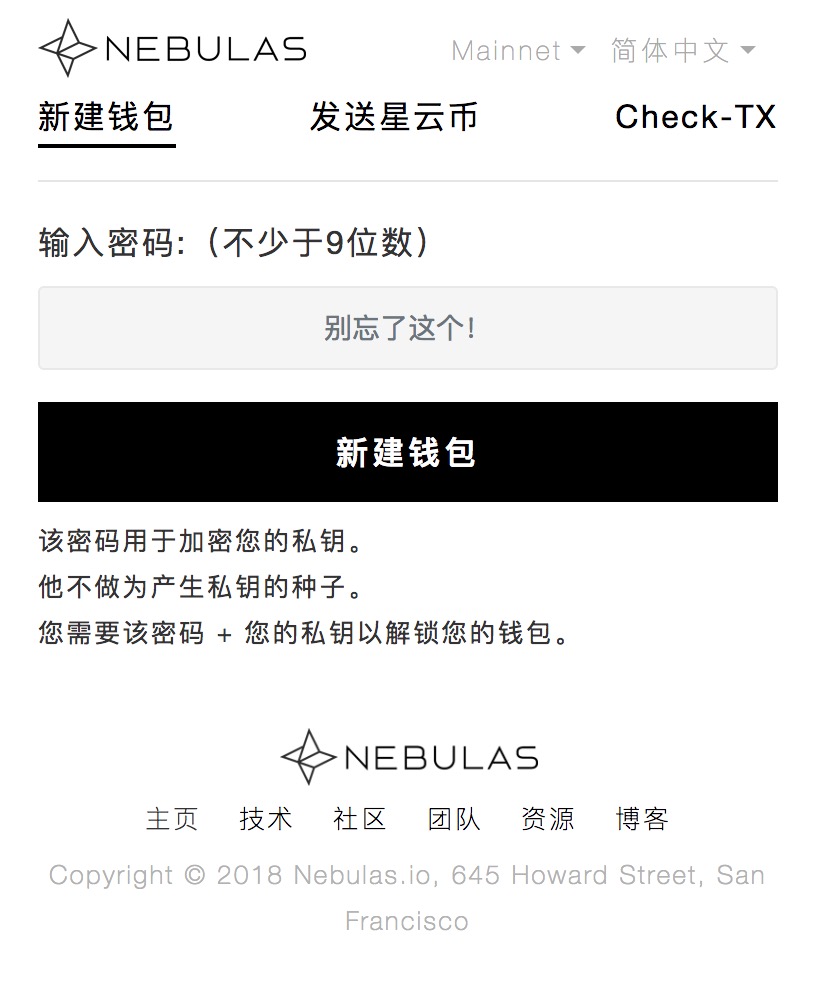 NEBULAS Mainnet 简体中文
新建钱包 发送星云币 Check-TX
输入密码:（不少于9位数）
别忘了这个!
新建钱包
该密码用于加密您的私钥。
他不做为产生私钥的种子。
您需要该密码 + 您的私钥以解锁您的钱包。
NEBULAS
主页 技术 社区 团队 资源 博客
Copyright © 2018 Nebulas.io, 645 Howard Street, San
Francisco